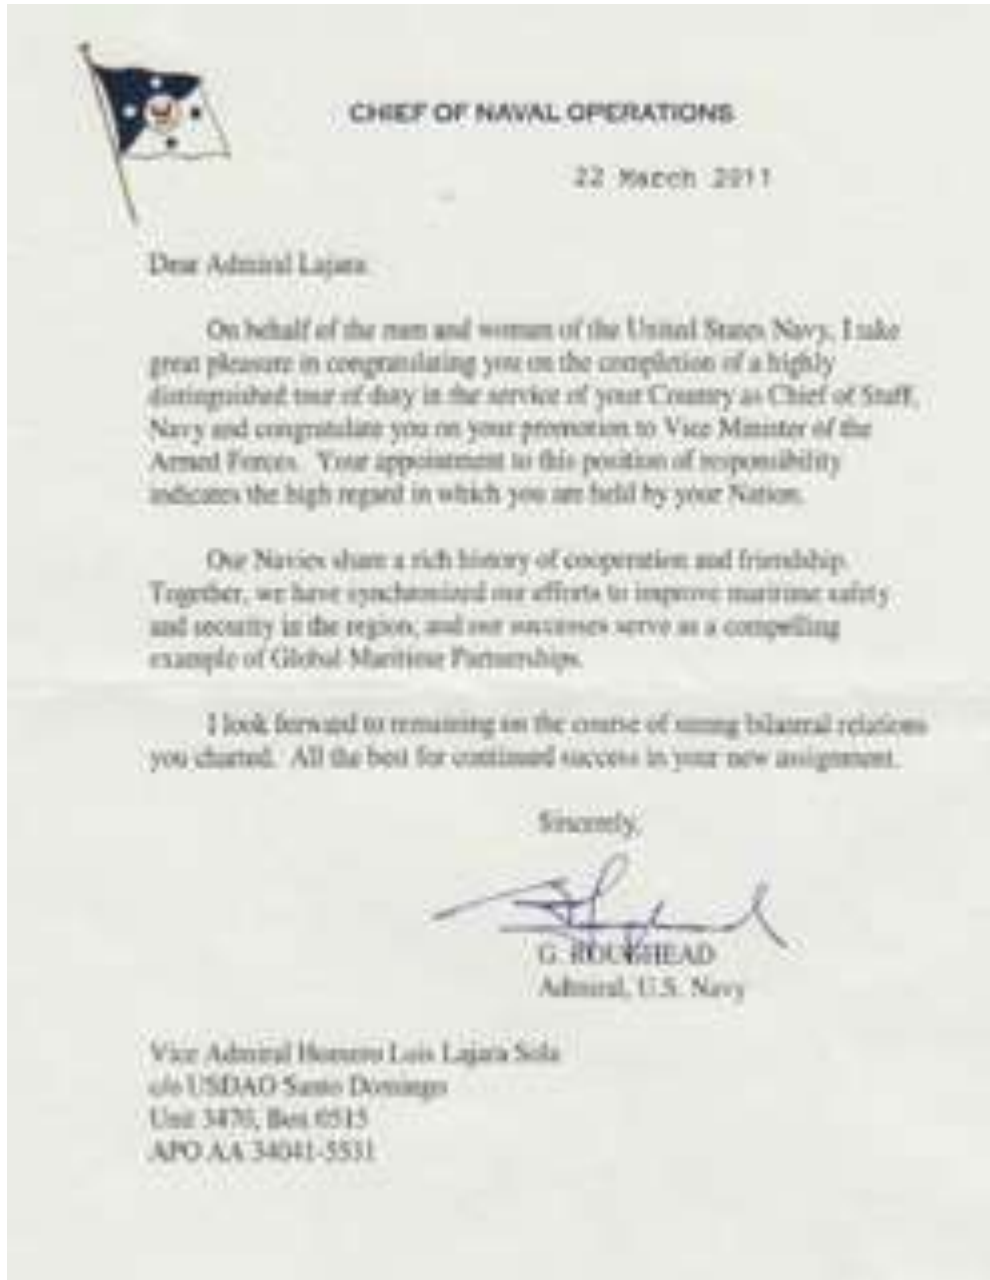 CHIEF OF NAVAL OPERATIONS
22 March 2011
Dear Admiral Lajara
On behalf of the men and women of the United States Navy, I take
great pleasure in congratulating you on the completion of a highly
distinguished tour of duty in the service of your Country as Chief of Staff,
Navy and congratulate you on your promotion to Vice Minister of the
Armed Forces. Your appointment to this position of responsibility
indicates the high regard in which you are held by your Nation.
Our Navies share a rich history of cooperation and friendship.
Together, we have synchronized our efforts to improve maritime safety
and security in the region, and our successes serve as a compelling
example of Global Maritime Partnerships.
I look forward to remaining on the course of strong bilateral relations
you charted. All the best for continued success in your new assignment.
Sincerely,
G. ROUGHEAD
Admiral, U.S. Navy
Vice Admiral Homero Luis Lajara Sola
c/o USDAO Santo Domingo
Unit 3470, Box 0515
APO AA 34041-5531